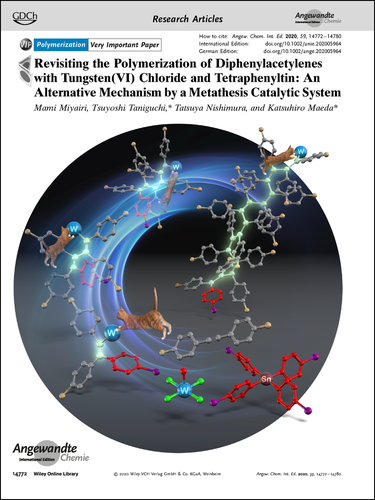 GDCh
Research Articles
Angewandte
Chemie
VIP Polymerization Very Important Paper
How to cite: Angew. Chem. Int. Ed. 2020, 59, 14772–14780
International Edition: doi.org/10.1002/anie.202005964
German Edition: doi.org/10.1002/ange.202005964
Revisiting the Polymerization of Diphenylacetylenes
with Tungsten(VI) Chloride and Tetraphenyltin: An
Alternative Mechanism by a Metathesis Catalytic System
Mami Miyairi, Tsuyoshi Taniguchi,* Tatsuya Nishimura, and Katsuhiro Maeda*
W
W
W
W
W
Sn
Angewandte
International Edition Chemie
14772 Wiley Online Library
© 2020 Wiley-VCH Verlag GmbH & Co. KGaA, Weinheim
Angew. Chem. Int. Ed. 2020, 59, 14772–14780